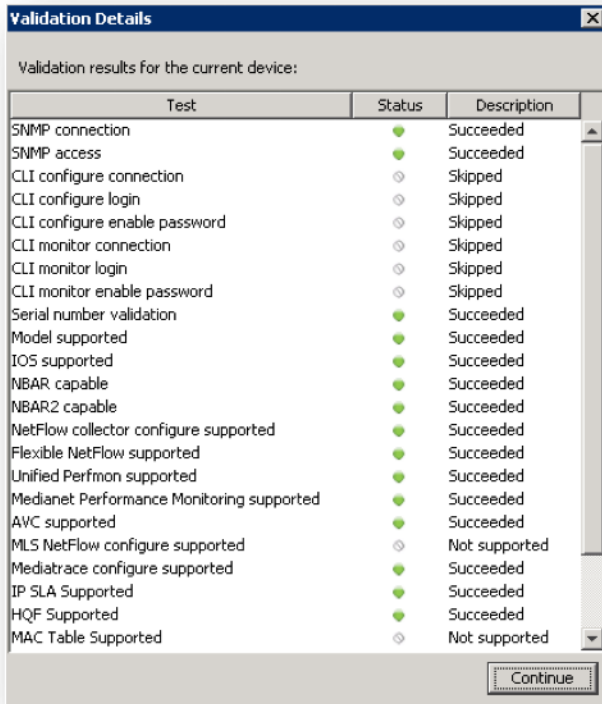 Validation Details
Validation results for the current device:
Test Status Description
SNMP connection Succeeded
SNMP access Succeeded
CLI configure connection Skipped
CLI configure login Skipped
CLI configure enable password Skipped
CLI monitor connection Skipped
CLI monitor login Skipped
CLI monitor enable password Skipped
Serial number validation Succeeded
Model supported Succeeded
IOS supported Succeeded
NBAR capable Succeeded
NBAR2 capable Succeeded
NetFlow collector configure supported Succeeded
Flexible NetFlow supported Succeeded
Unified Perfmon supported Succeeded
Medianet Performance Monitoring supported Succeeded
AVC supported Succeeded
MLS NetFlow configure supported Not supported
Mediatrace configure supported Succeeded
IP SLA Supported Succeeded
HQF Supported Succeeded
MAC Table Supported Not supported
Continue